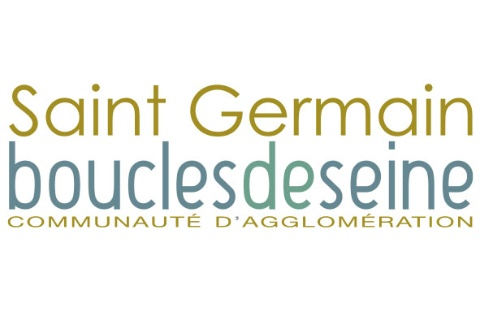 Saint Germain
bouclesdeseine
COMMUNAUTÉ D'AGGLOMÉRATION